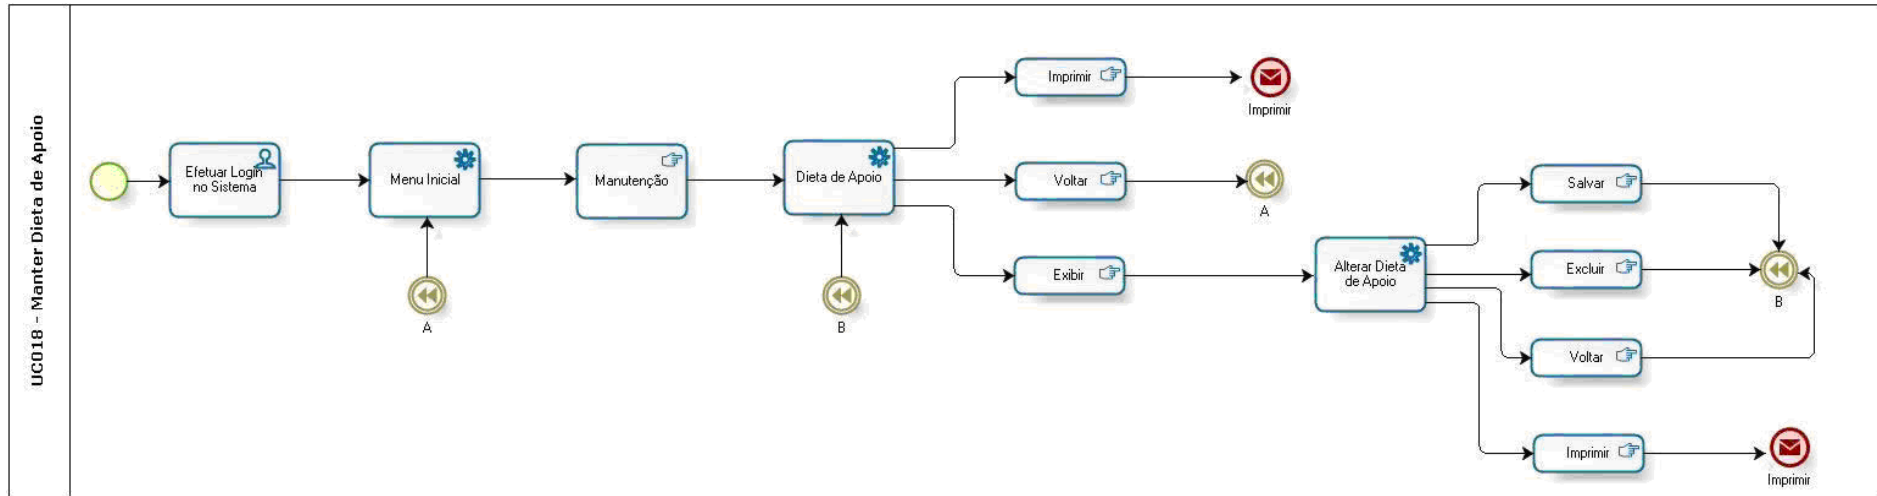 UC018 - Manter Dieta de Apoio
Efetuar Login
no Sistema
Menu Inicial
A
Manutenção
Dieta de Apoio
B
Imprimir
Imprimir
Voltar
A
Exibir
Alterar Dieta
de Apoio
Salvar
Excluir
B
Voltar
Imprimir
Imprimir